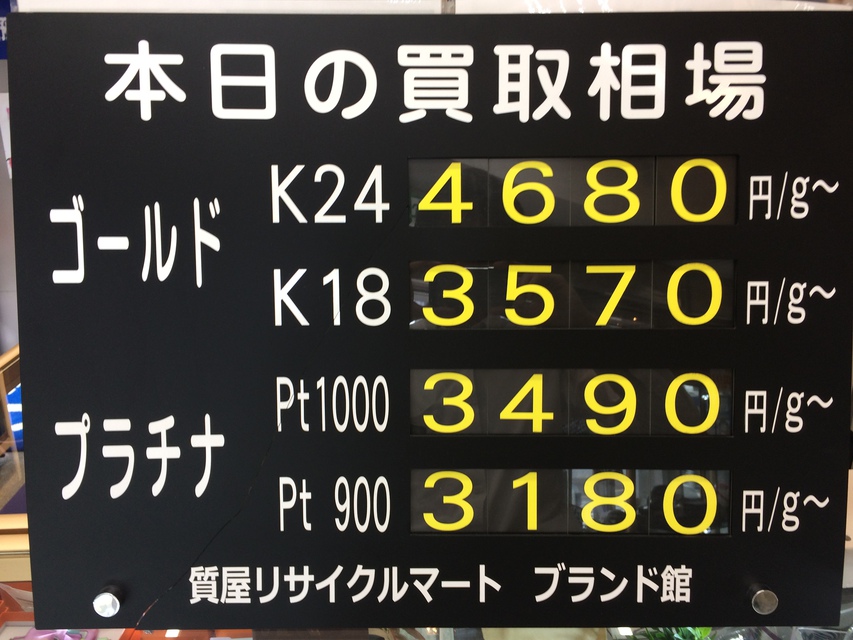 本日の買取相場
ゴールド
K24 4680 円/g～
K18 3570 円/g～
プラチナ
Pt1000 3490 円/g～
Pt 900 3180 円/g～
質屋リサイクルマート ブランド館